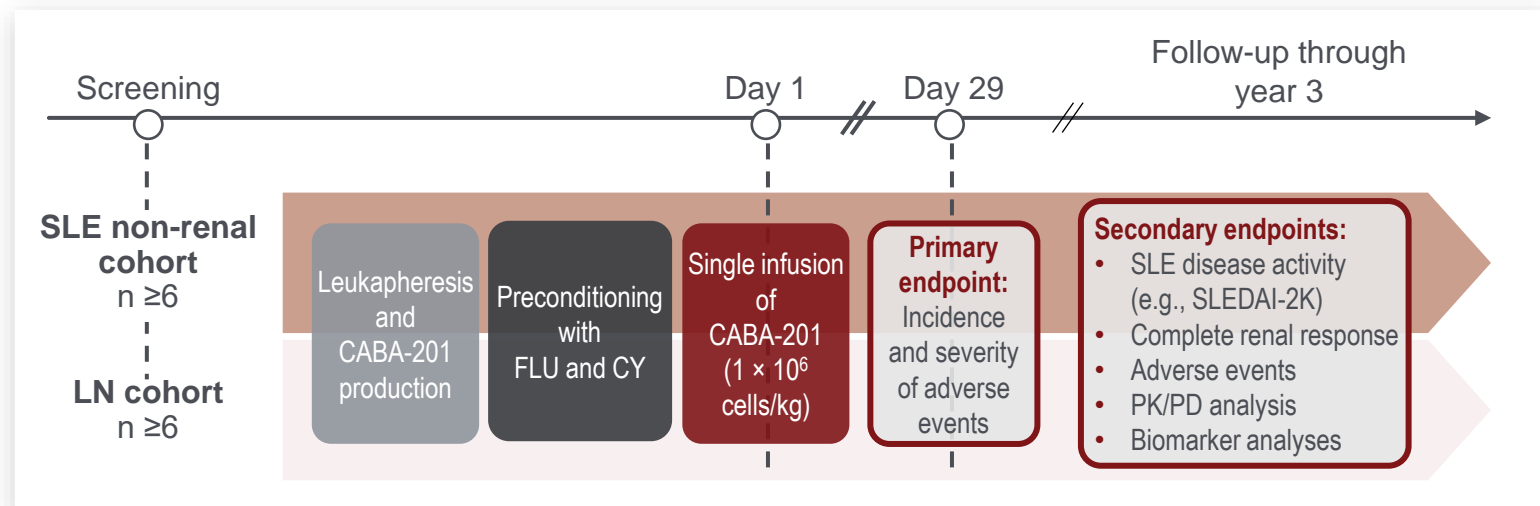 Screening
Day 1
Day 29
Follow-up through
year 3
SLE non-renal
cohort
n ≥6
LN cohort
n ≥6
Leukapheresis
and
CABA-201
production
Preconditioning
with
FLU and CY
Single infusion
of
CABA-201
(1 × 10⁶
cells/kg)
Primary
endpoint:
Incidence
and severity
of adverse
events
Secondary endpoints:
• SLE disease activity
(e.g., SLEDAI-2K)
• Complete renal response
• Adverse events
• PK/PD analysis
• Biomarker analyses